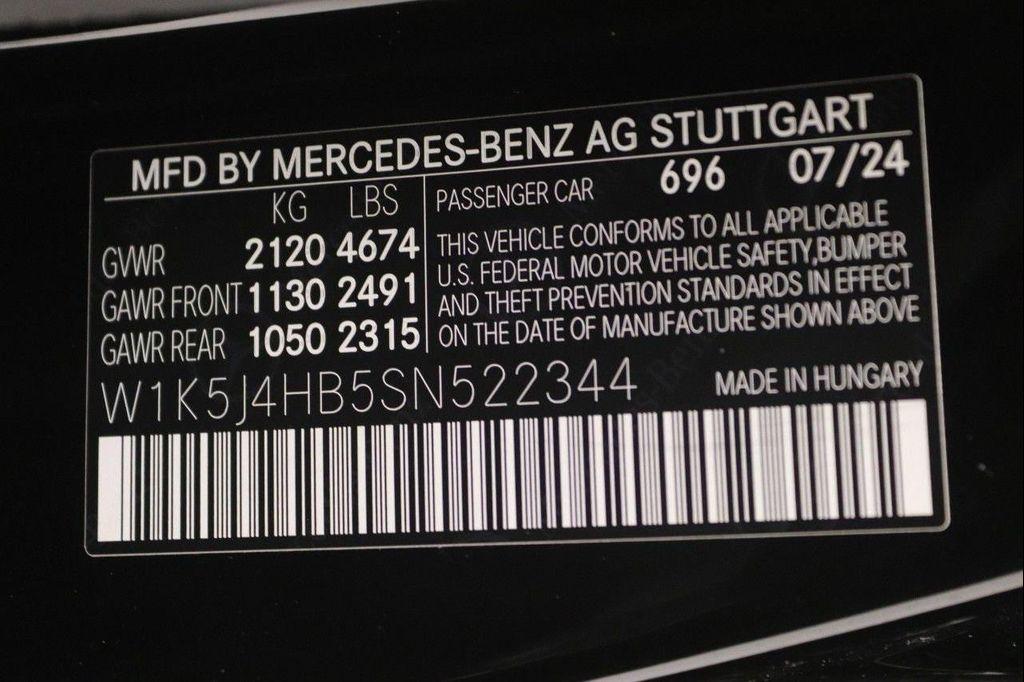 MFD BY MERCEDES-BENZ AG STUTTGART
KG LBS
GVWR 2120 4674
GAWR FRONT 1130 2491
GAWR REAR 1050 2315
PASSENGER CAR 696 07/24
THIS VEHICLE CONFORMS TO ALL APPLICABLE
U.S. FEDERAL MOTOR VEHICLE SAFETY,BUMPER
AND THEFT PREVENTION STANDARDS IN EFFECT
ON THE DATE OF MANUFACTURE SHOWN ABOVE
W1K5J4HB5SN522344
MADE IN HUNGARY